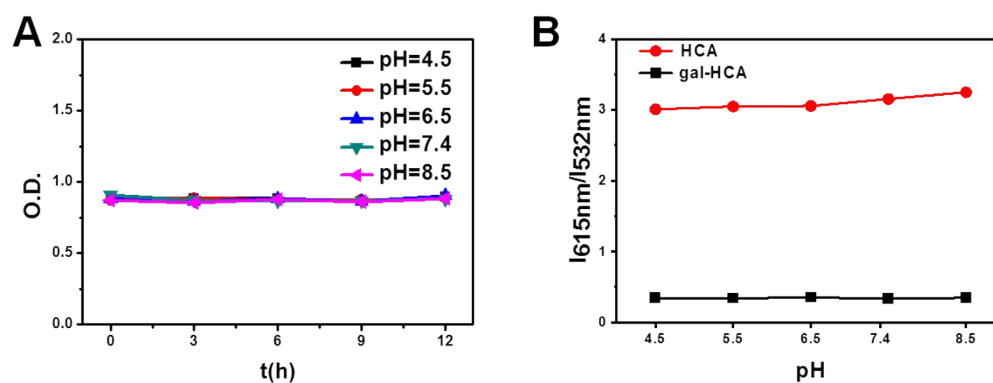 A
2.0
1.5
1.0
0.5
0.0
O.D.
0 3 6 9 12
t(h)
pH=4.5
pH=5.5
pH=6.5
pH=7.4
pH=8.5
B
4
3
2
1
0
I615nm/I532nm
4.5 5.5 6.5 7.4 8.5
pH
HCA
gal-HCA